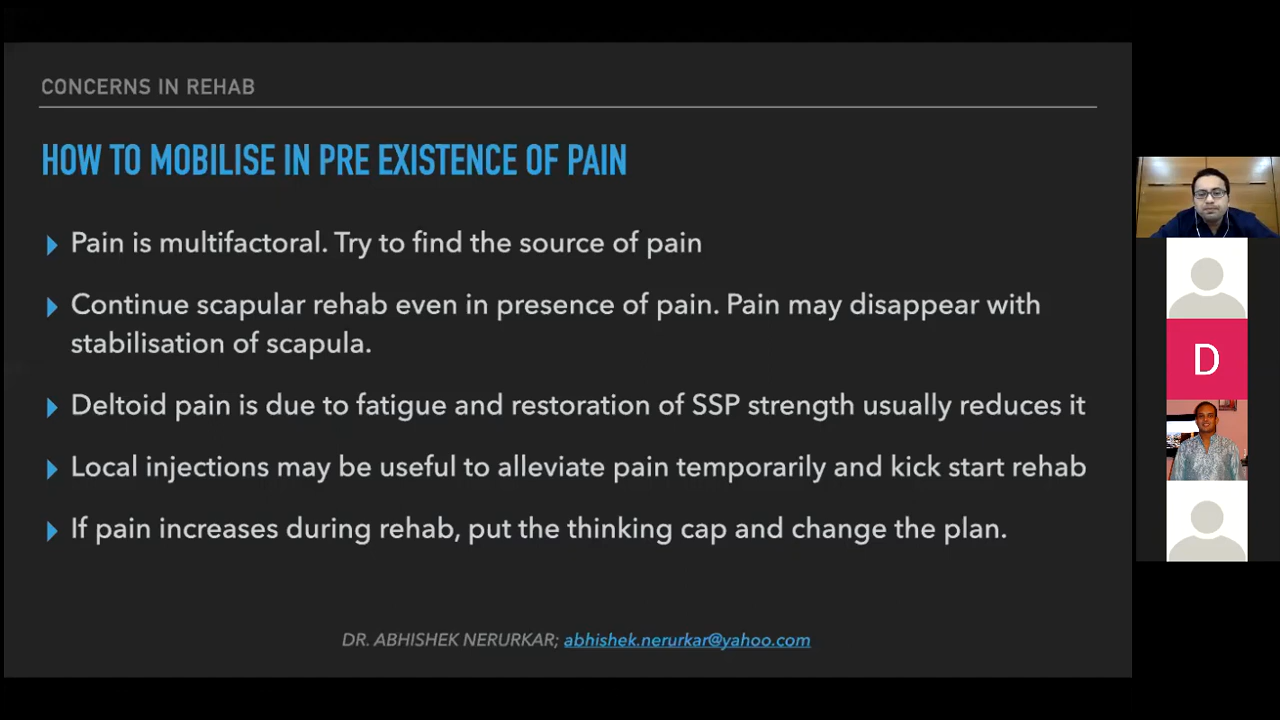 CONCERNS IN REHAB
HOW TO MOBILISE IN PRE EXISTENCE OF PAIN
Pain is multifactoral. Try to find the source of pain
Continue scapular rehab even in presence of pain. Pain may disappear with
stabilisation of scapula.
Deltoid pain is due to fatigue and restoration of SSP strength usually reduces it
Local injections may be useful to alleviate pain temporarily and kick start rehab
If pain increases during rehab, put the thinking cap and change the plan.
DR. ABHISHEK NERURKAR; abhishek.nerurkar@yahoo.com
D